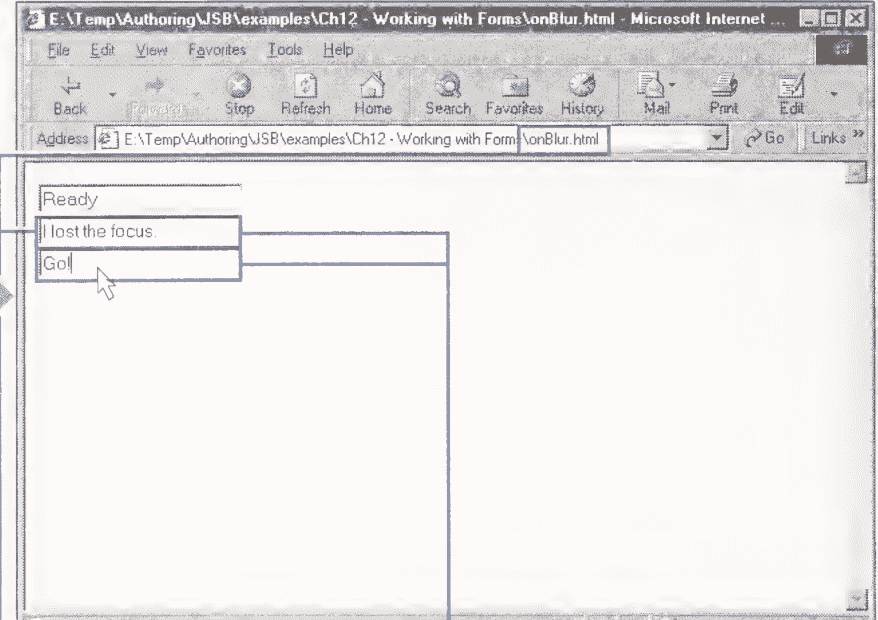 E:\Temp\Authoring\JSB\examples\Ch12 - Working with Forms\onBlur.html - Microsoft Internet ...
File Edit View Favorites Tools Help
Back Forward Stop Refresh Home Search Favorites History Mail Print Edit
Address E:\Temp\Authoring\JSB\examples\Ch12 - Working with Forms\onBlur.html Go Links »
Ready
I lost the focus.
Go!